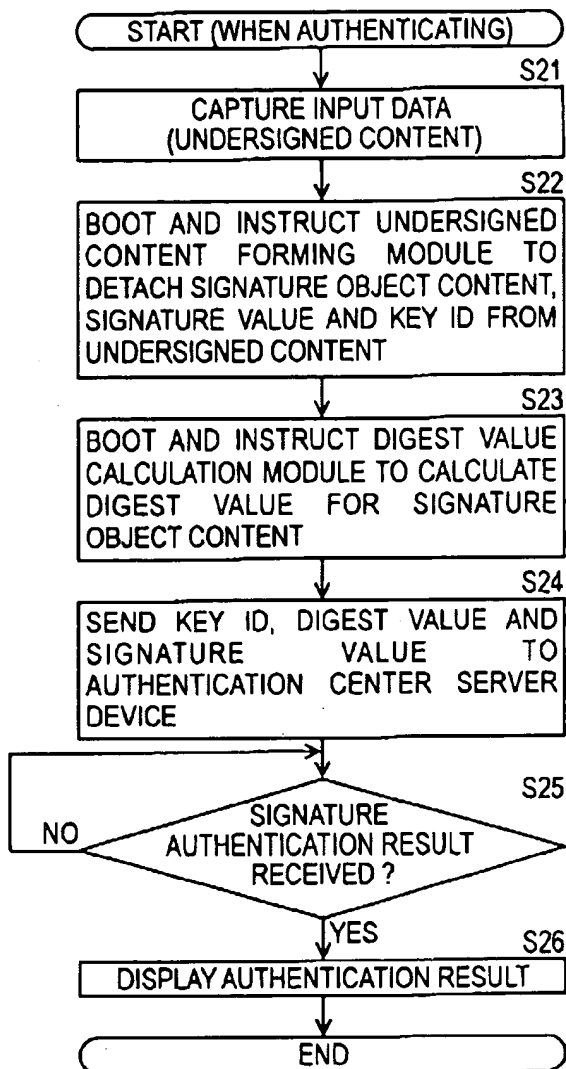 START (WHEN AUTHENTICATING)
S21
CAPTURE INPUT DATA
(UNDERSIGNED CONTENT)
S22
BOOT AND INSTRUCT UNDERSIGNED
CONTENT FORMING MODULE TO
DETACH SIGNATURE OBJECT CONTENT,
SIGNATURE VALUE AND KEY ID FROM
UNDERSIGNED CONTENT
S23
BOOT AND INSTRUCT DIGEST VALUE
CALCULATION MODULE TO CALCULATE
DIGEST VALUE FOR SIGNATURE
OBJECT CONTENT
S24
SEND KEY ID, DIGEST VALUE AND
SIGNATURE VALUE TO
AUTHENTICATION CENTER SERVER
DEVICE
S25
SIGNATURE
AUTHENTICATION RESULT
RECEIVED ?
NO
YES
S26
DISPLAY AUTHENTICATION RESULT
END